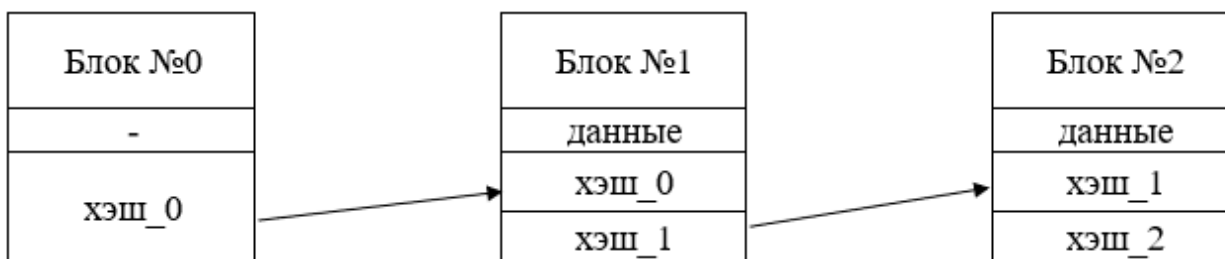 Блок №0
-
хэш_0
Блок №1
данные
хэш_0
хэш_1
Блок №2
данные
хэш_1
хэш_2